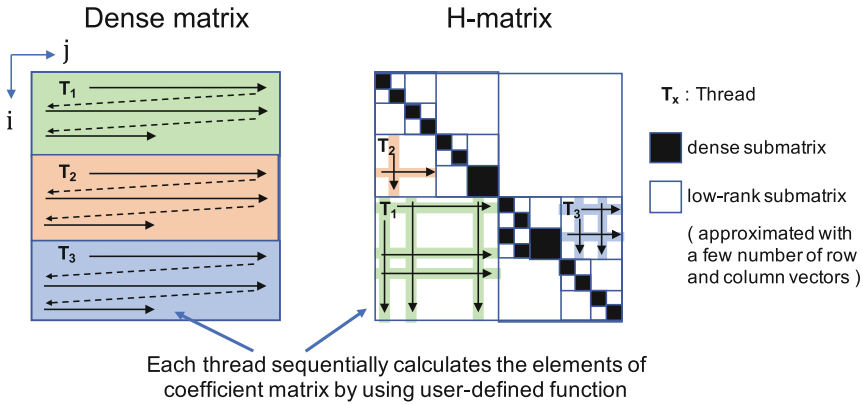 Dense matrix
H-matrix
j
i
T1
T2
T3
T2
T1
T3
Tx : Thread
dense submatrix
low-rank submatrix
( approximated with
a few number of row
and column vectors )
Each thread sequentially calculates the elements of
coefficient matrix by using user-defined function